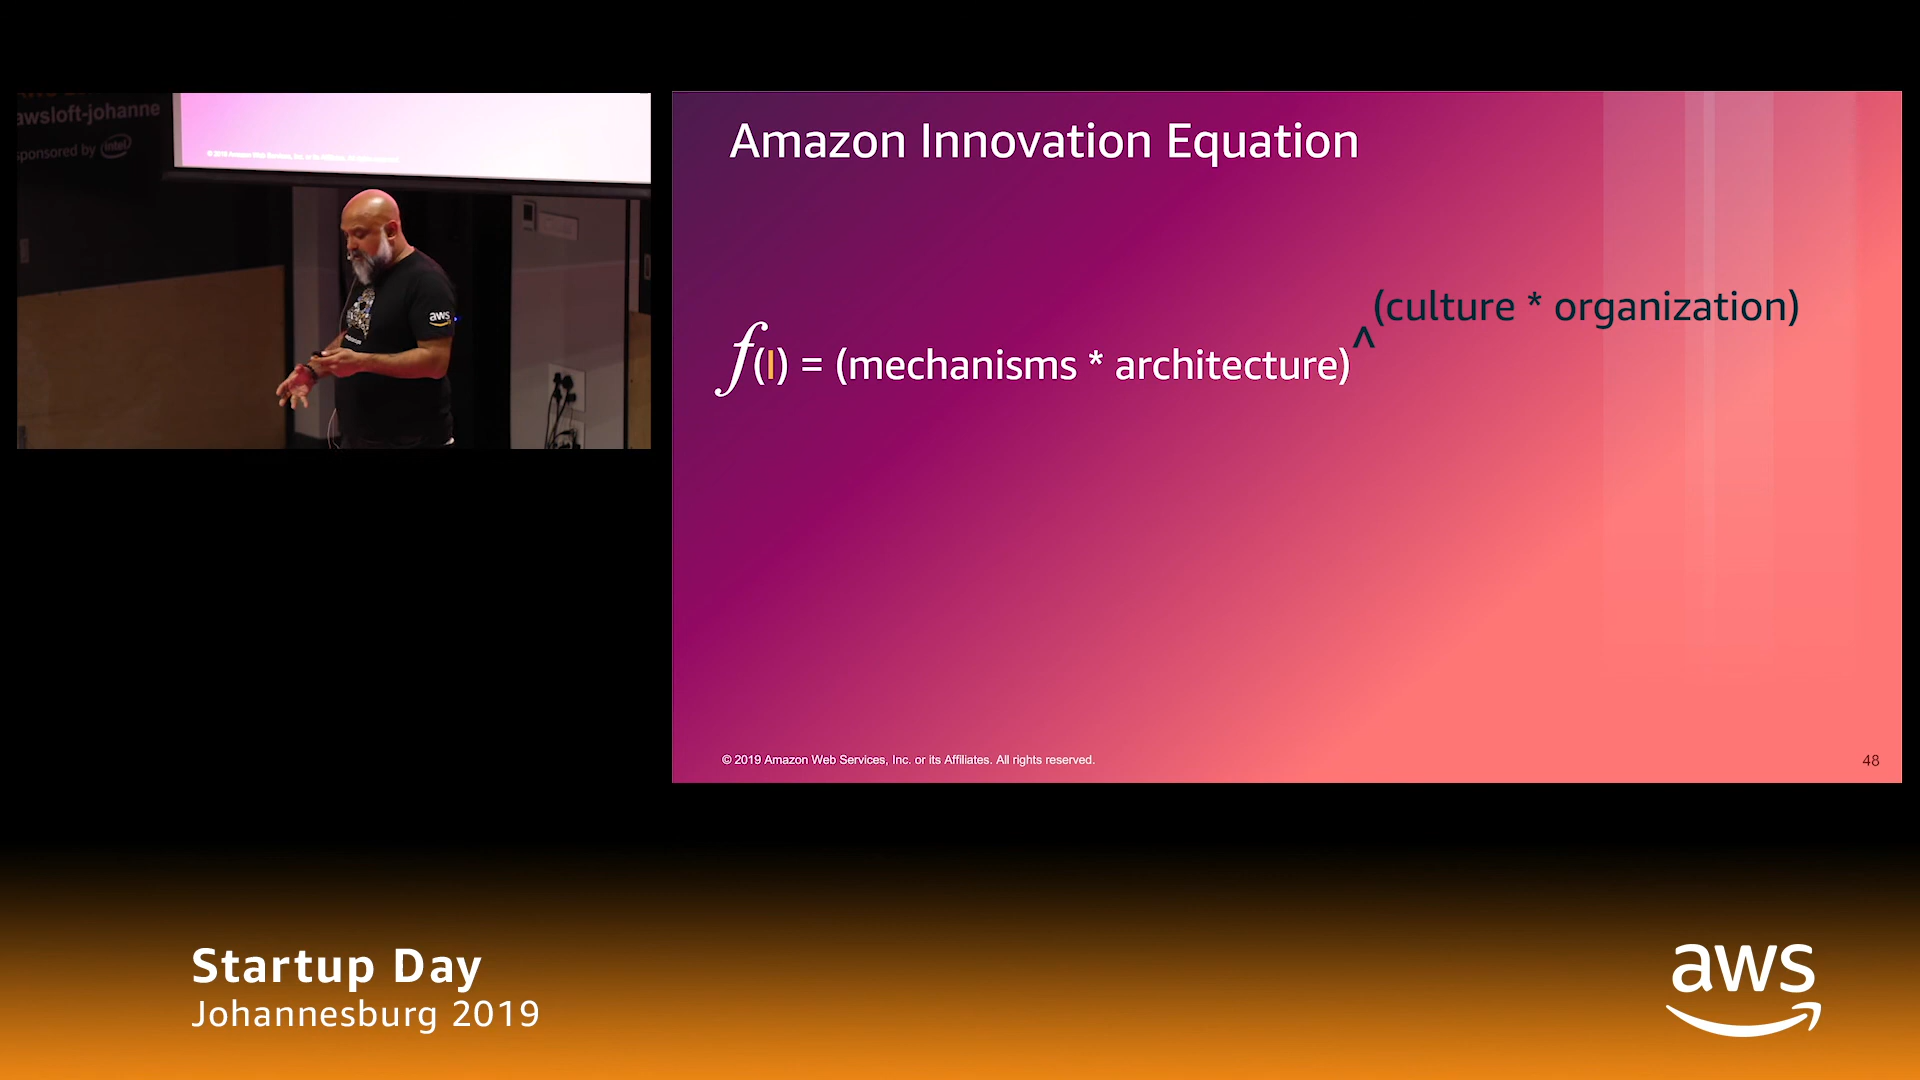 awsloft-johanne
sponsored by intel
aws
Amazon Innovation Equation
f(I) = (mechanisms * architecture)^(culture * organization)
© 2019 Amazon Web Services, Inc. or its Affiliates. All rights reserved.
48
Startup Day
Johannesburg 2019
aws